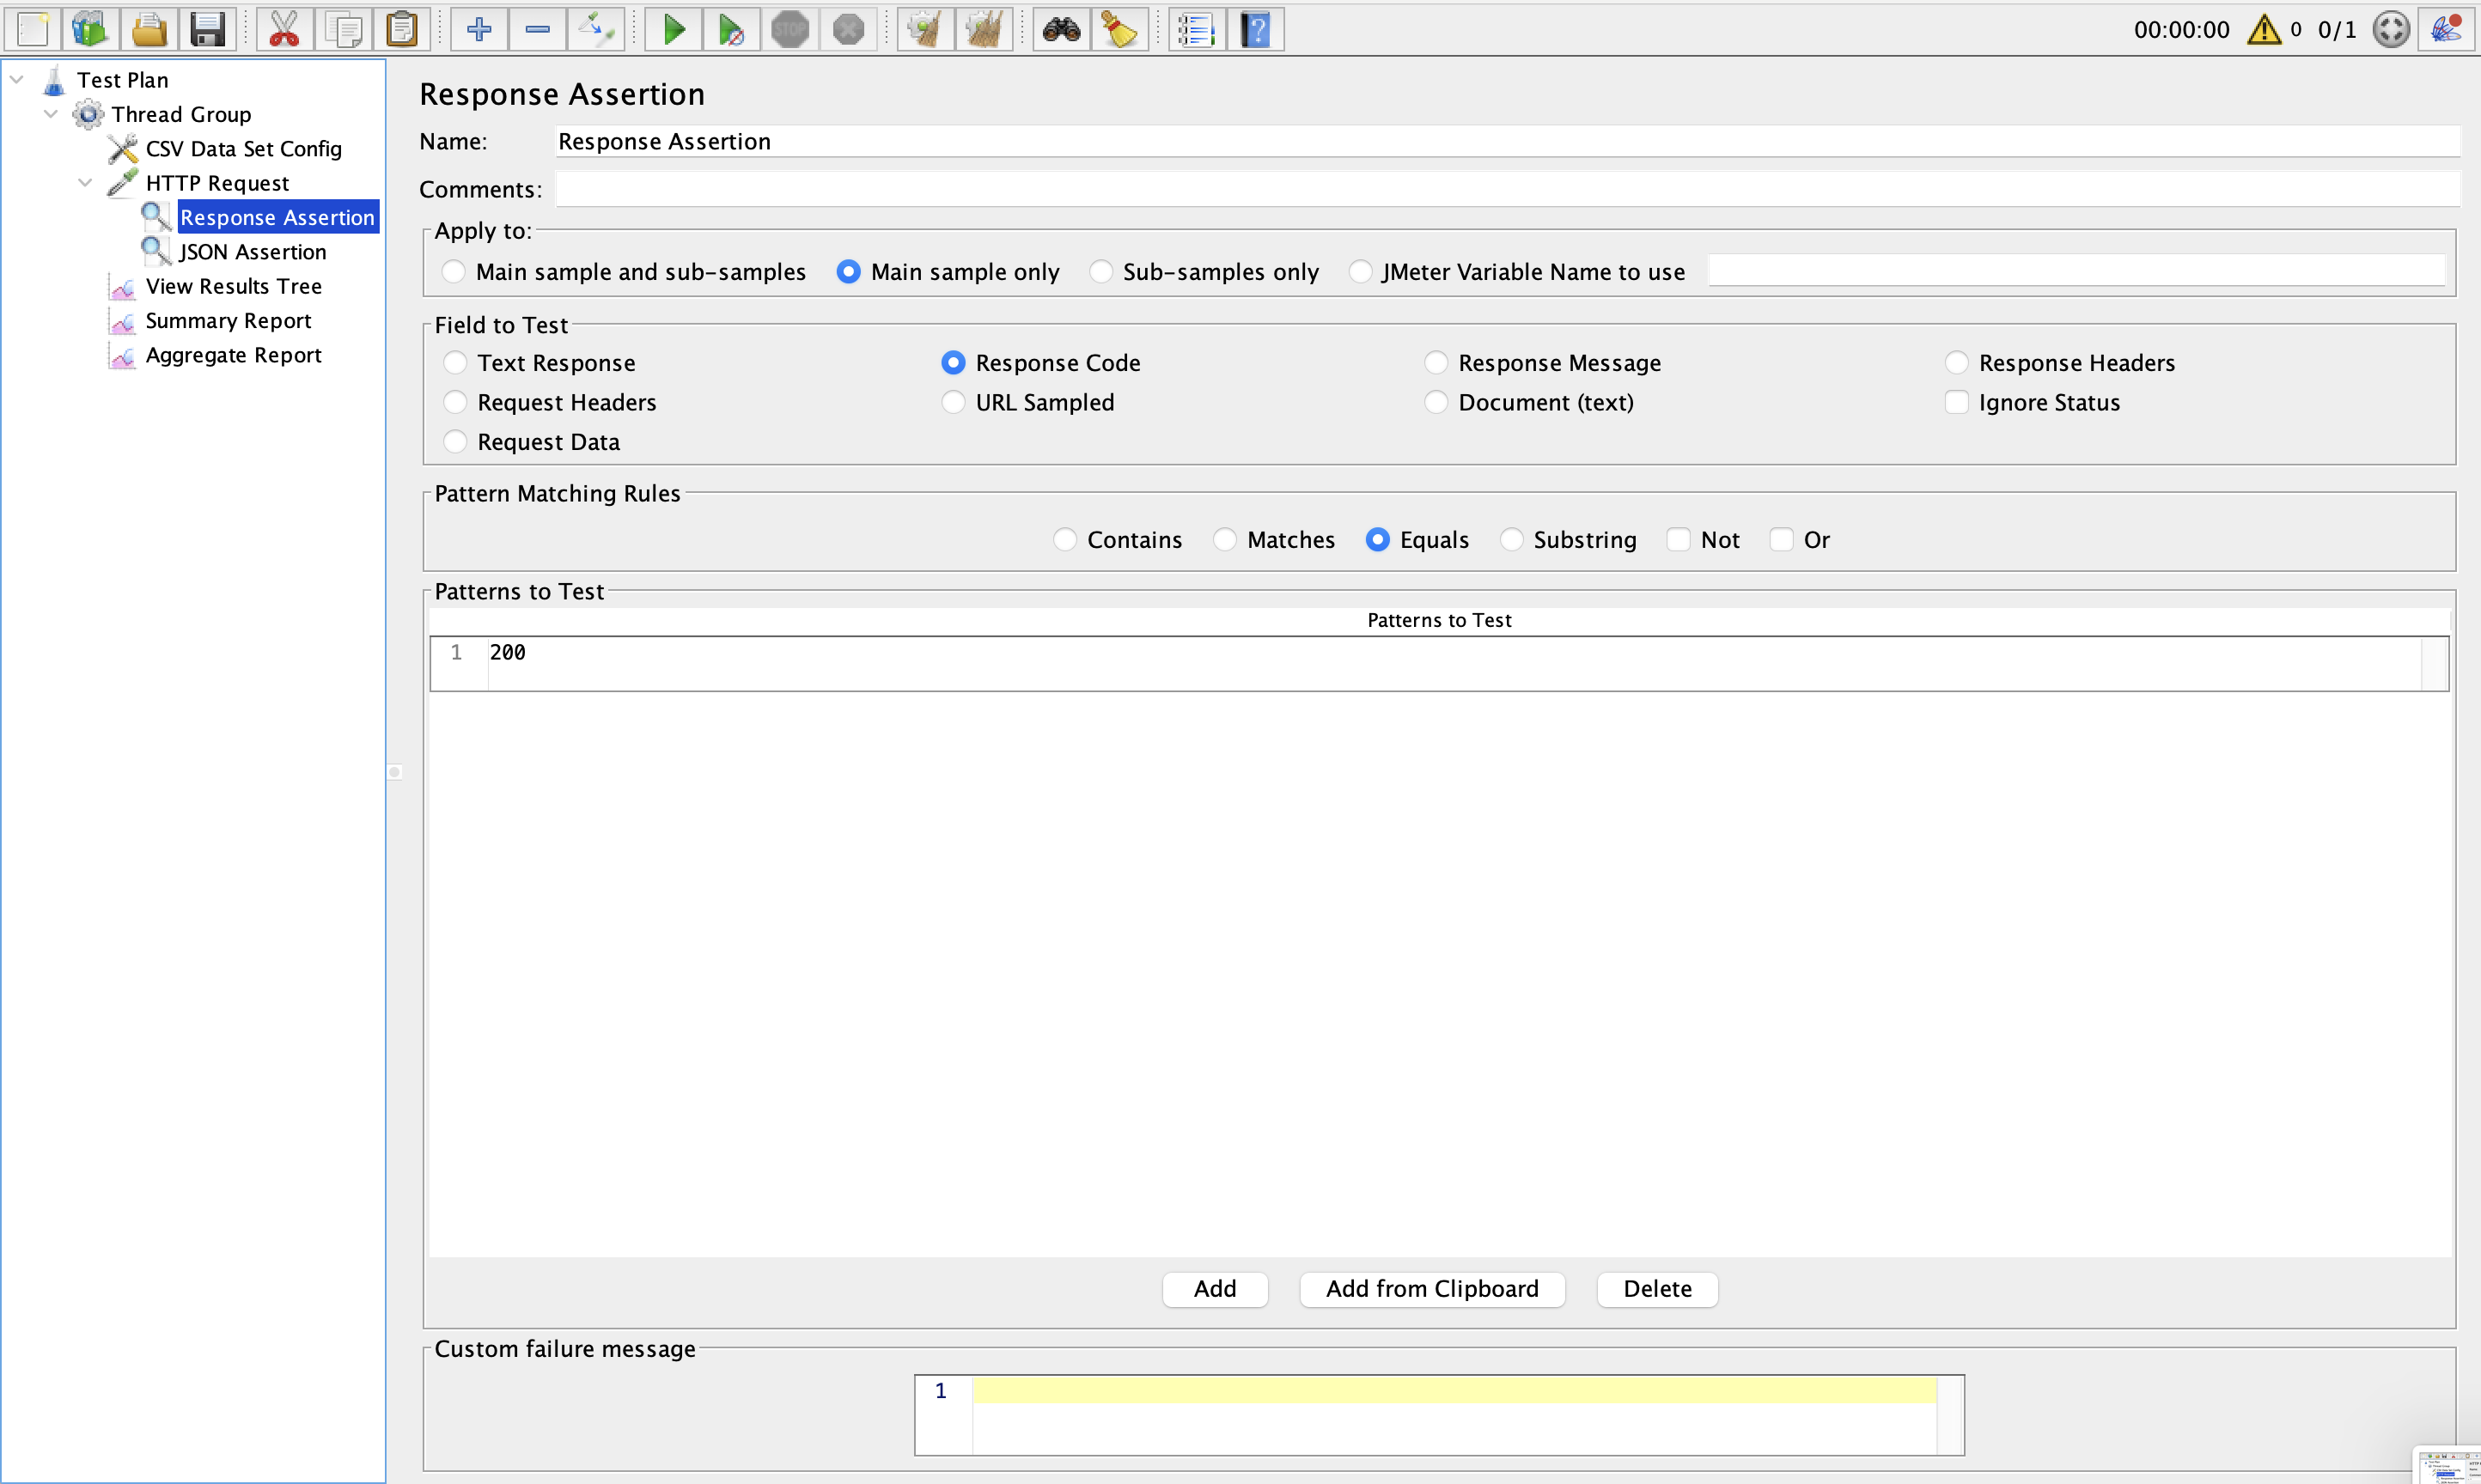 STOP
00:00:00
0
0/1
Test Plan
Thread Group
CSV Data Set Config
HTTP Request
Response Assertion
JSON Assertion
View Results Tree
Summary Report
Aggregate Report
Response Assertion
Name: Response Assertion
Comments:
Apply to:
Main sample and sub-samples Main sample only Sub-samples only JMeter Variable Name to use
Field to Test
Text Response Response Code Response Message Response Headers
Request Headers URL Sampled Document (text) Ignore Status
Request Data
Pattern Matching Rules
Contains Matches Equals Substring Not Or
Patterns to Test
Patterns to Test
1 200
Add Add from Clipboard Delete
Custom failure message
1